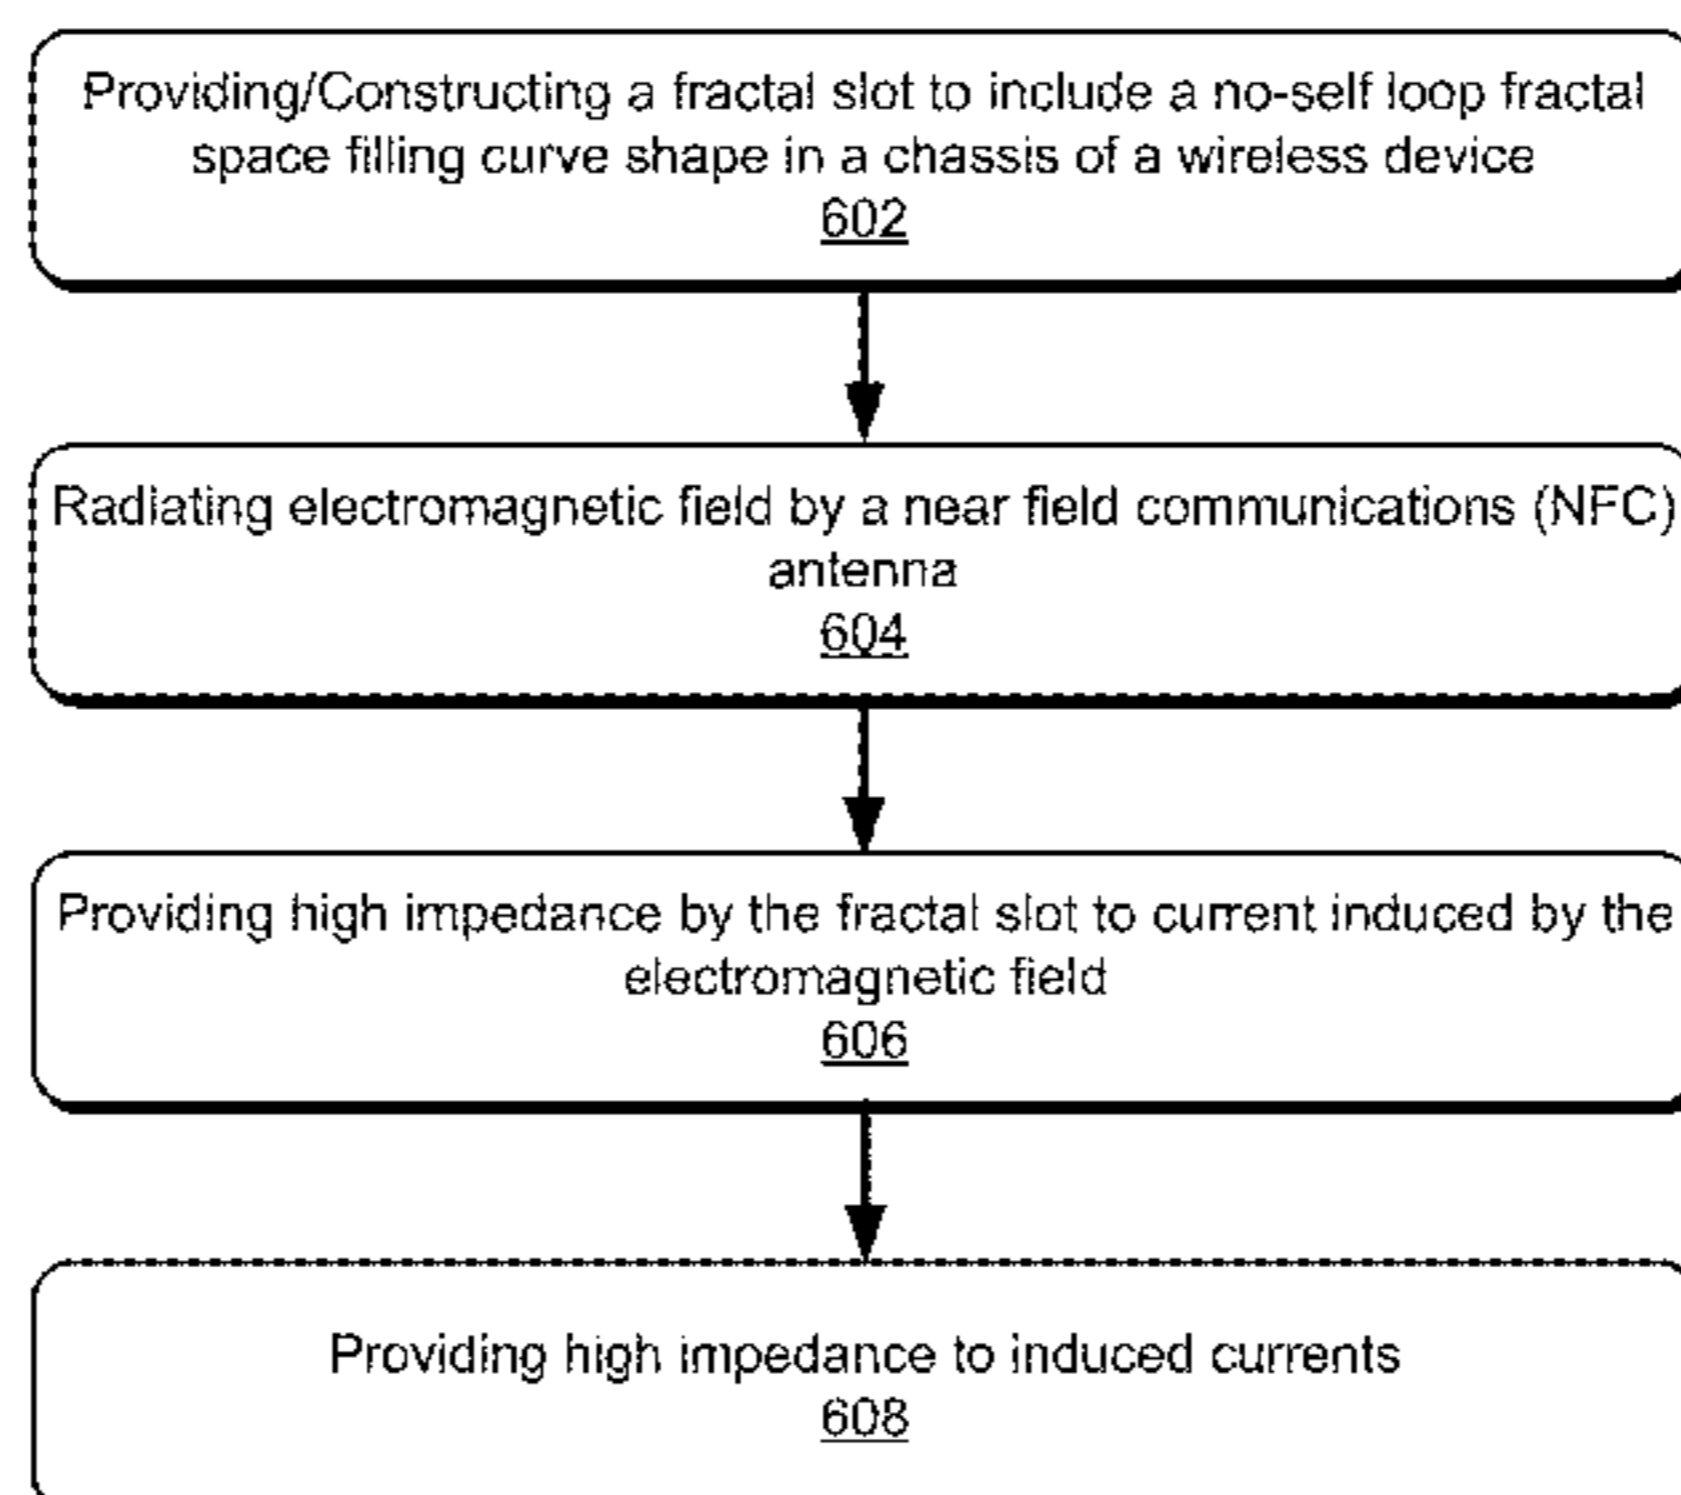 Providing/Constructing a fractal slot to include a no-self loop fractal
space filling curve shape in a chassis of a wireless device
602
Radiating electromagnetic field by a near field communications (NFC)
antenna
604
Providing high impedance by the fractal slot to current induced by the
electromagnetic field
606
Providing high impedance to induced currents
608